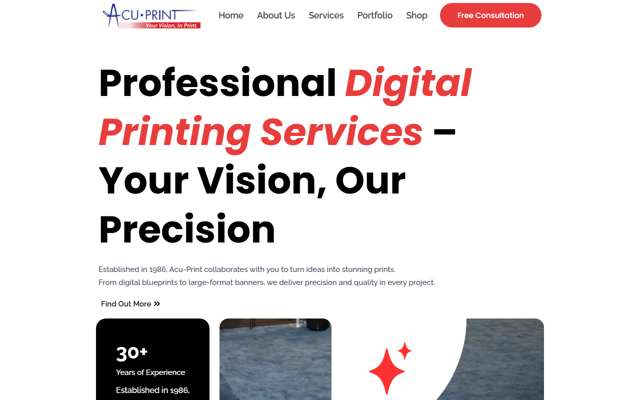 ACU•PRINT
Your Vision, in Print
Home About Us Services Portfolio Shop Free Consultation
Professional Digital
Printing Services –
Your Vision, Our
Precision
Established in 1986, Acu-Print collaborates with you to turn ideas into stunning prints.
From digital blueprints to large-format banners, we deliver precision and quality in every project.
Find Out More »
30+
Years of Experience
Established in 1986,